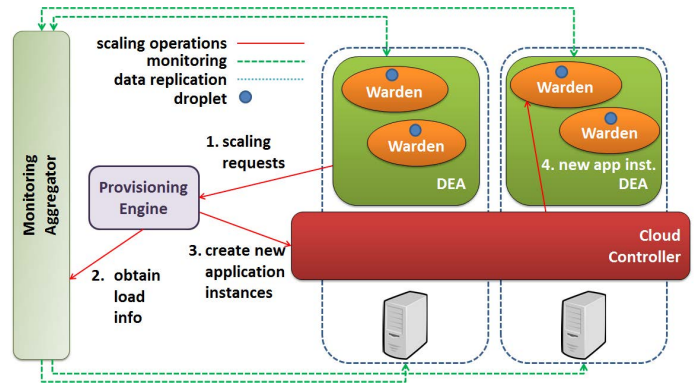 scaling operations
monitoring
data replication
droplet
Warden
Warden
DEA
Warden
Warden
4. new app inst.
DEA
1. scaling
requests
Monitoring
Aggregator
Provisioning
Engine
2. obtain
load
info
3. create new
application
instances
Cloud
Controller